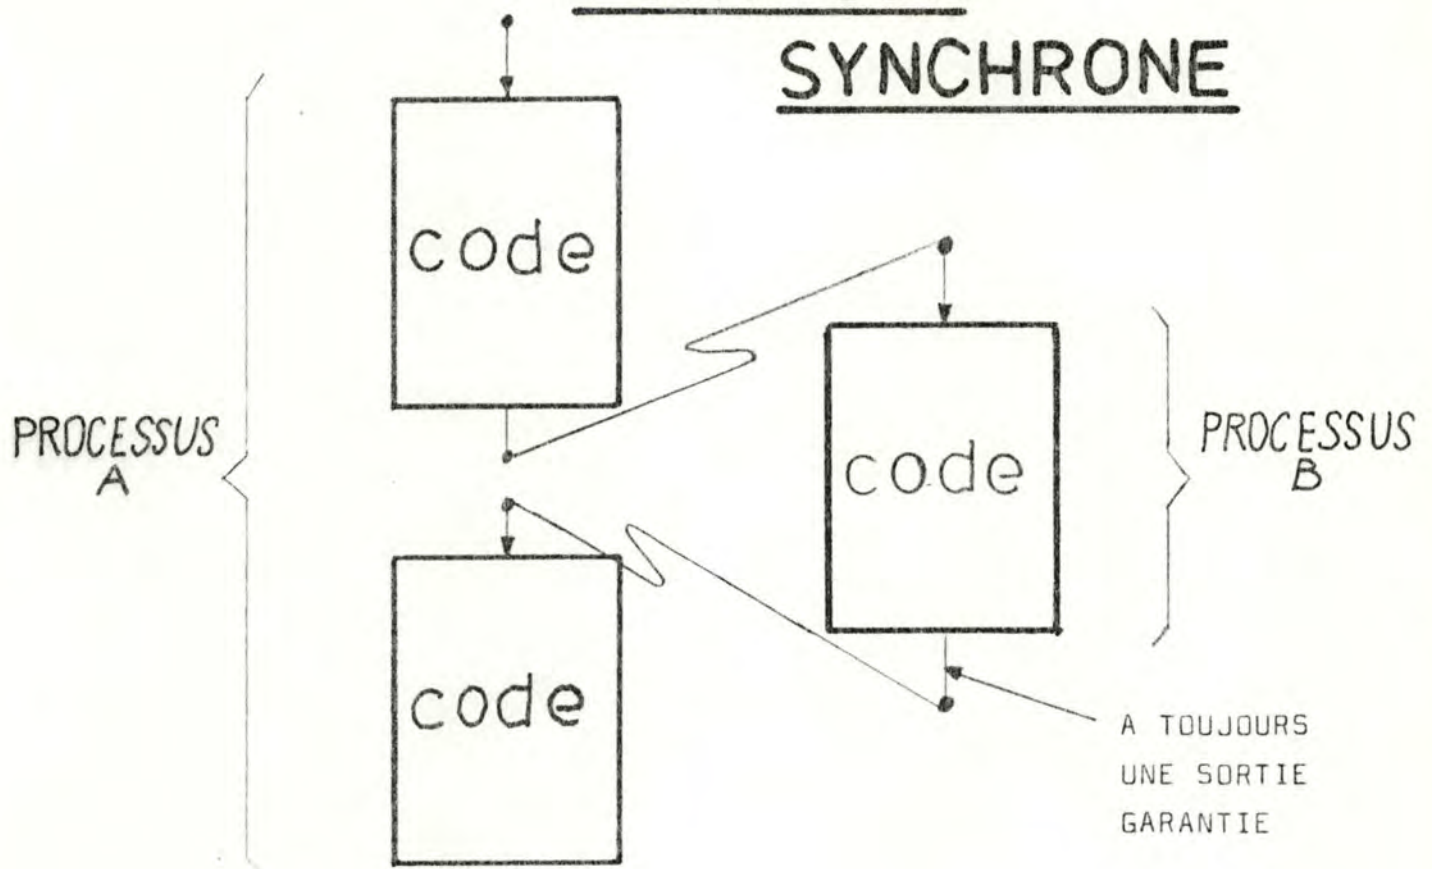 SYNCHRONE
code
PROCESSUS
A
code
PROCESSUS
B
code
A TOUJOURS
UNE SORTIE
GARANTIE